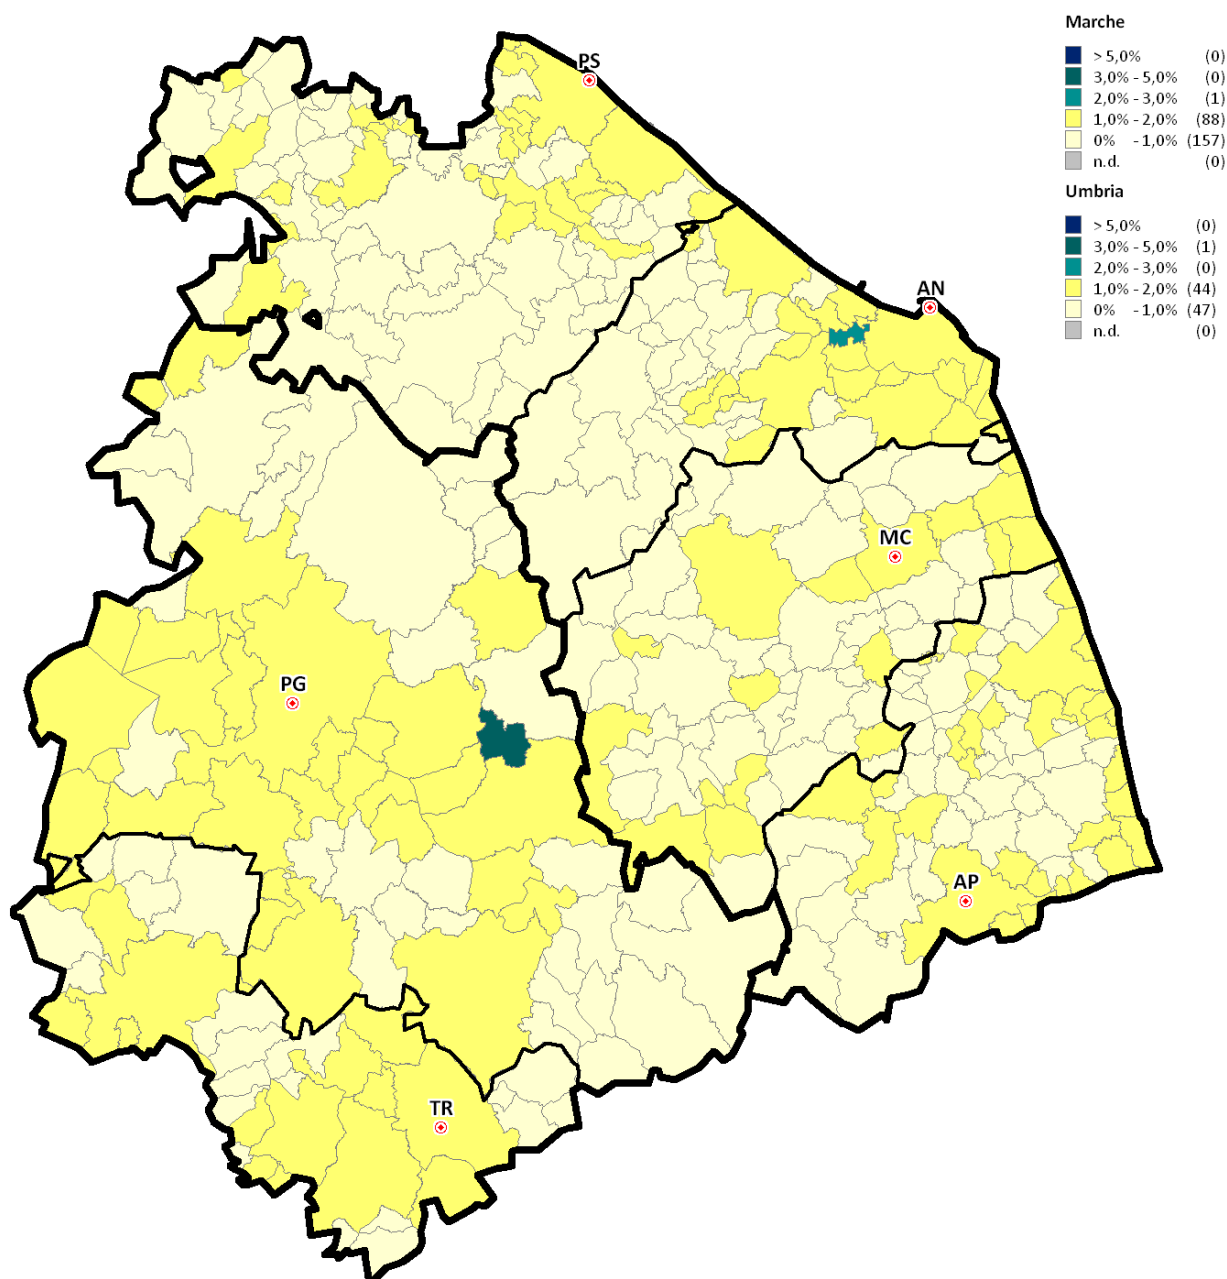 Marche
> 5,0% (0)
3,0% - 5,0% (0)
2,0% - 3,0% (1)
1,0% - 2,0% (88)
0% - 1,0% (157)
n.d. (0)
Umbria
> 5,0% (0)
3,0% - 5,0% (1)
2,0% - 3,0% (0)
1,0% - 2,0% (44)
0% - 1,0% (47)
n.d. (0)
PS
AN
MC
PG
AP
TR